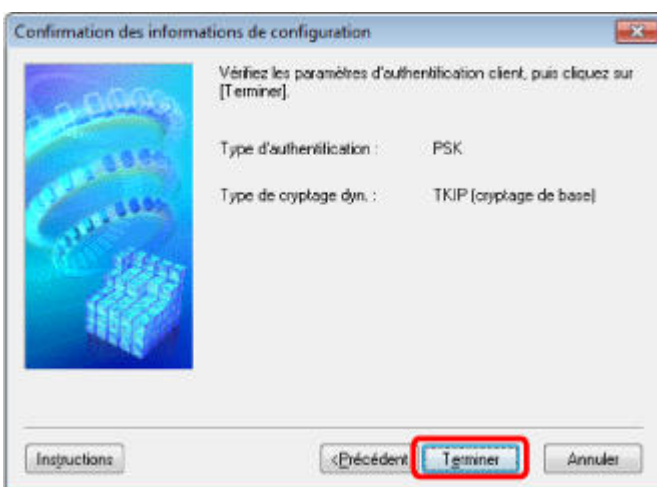 Confirmation des informations de configuration
Vérifiez les paramètres d'authentification client, puis cliquez sur
[Terminer].
Type d'authentification : PSK
Type de cryptage dyn. : TKIP (cryptage de base)
Instructions <Précédent Terminer Annuler